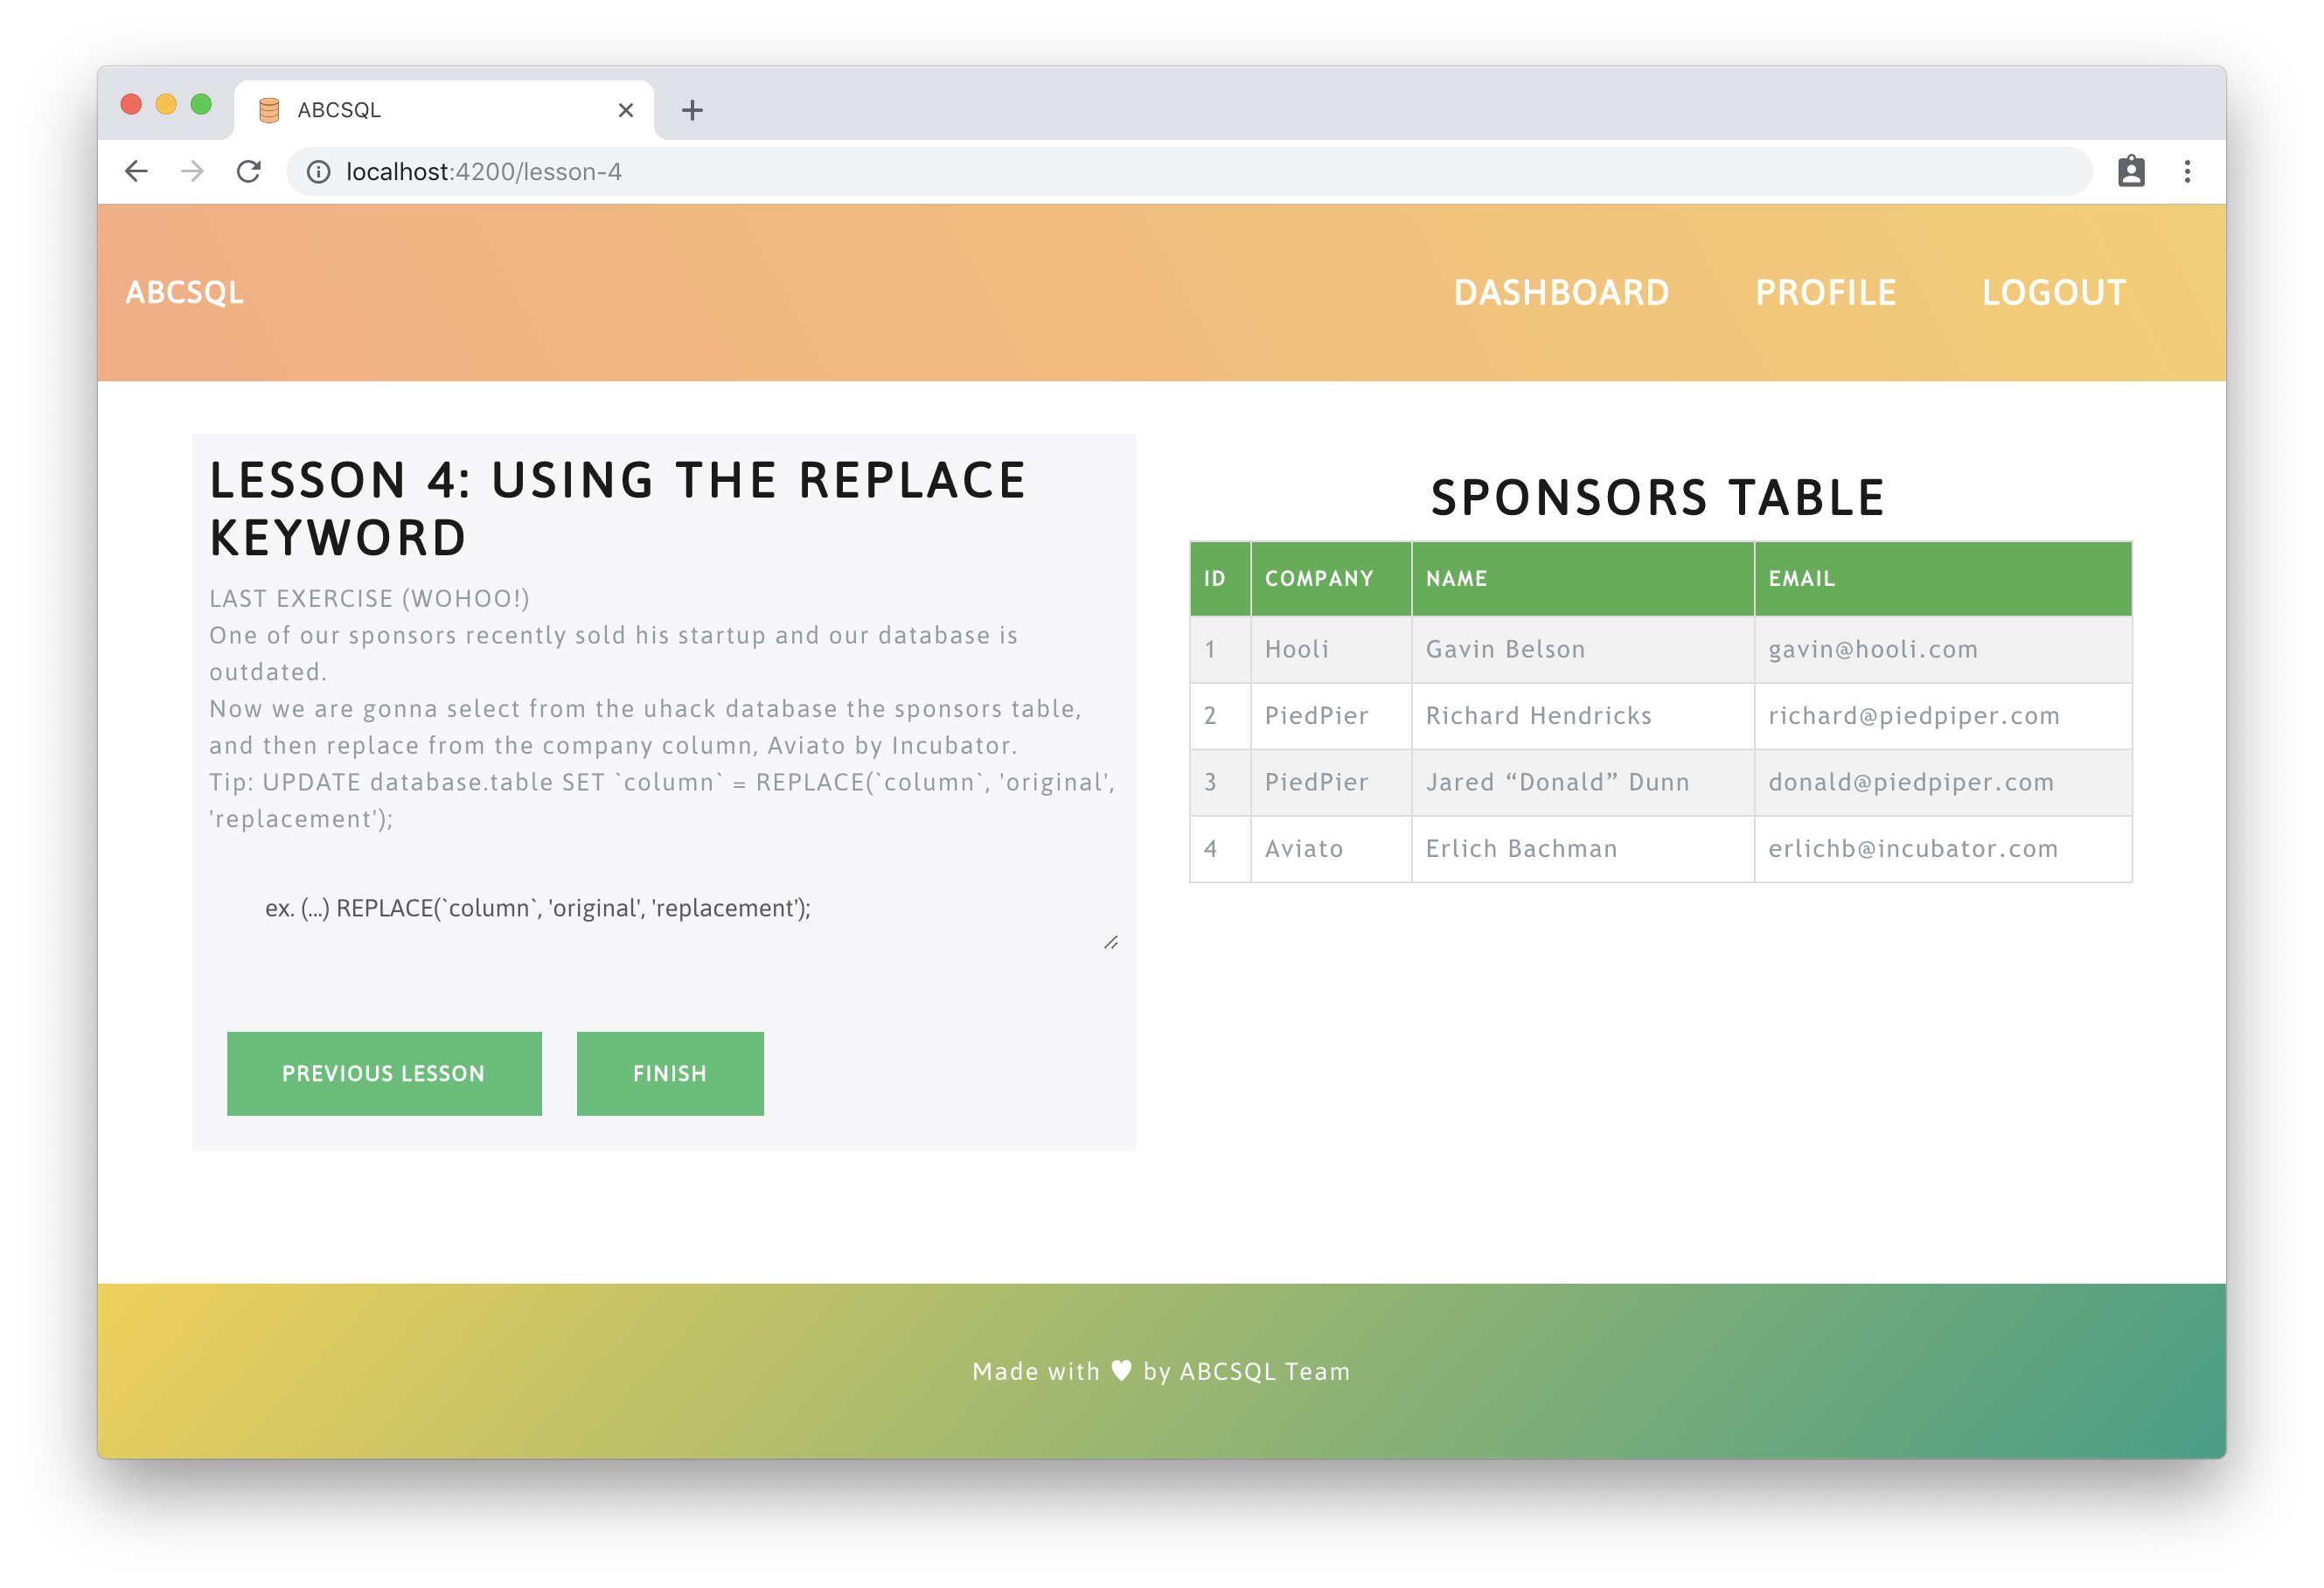 ABCSQL
localhost:4200/lesson-4
ABCSQL
DASHBOARD PROFILE LOGOUT
LESSON 4: USING THE REPLACE
KEYWORD
LAST EXERCISE (WOHOO!)
One of our sponsors recently sold his startup and our database is
outdated.
Now we are gonna select from the uhack database the sponsors table,
and then replace from the company column, Aviato by Incubator.
Tip: UPDATE database.table SET `column` = REPLACE(`column`, 'original',
'replacement');
ex. (...) REPLACE(`column`, 'original', 'replacement');
PREVIOUS LESSON FINISH
SPONSORS TABLE
ID COMPANY NAME EMAIL
1 Hooli Gavin Belson gavin@hooli.com
2 PiedPier Richard Hendricks richard@piedpiper.com
3 PiedPier Jared “Donald” Dunn donald@piedpiper.com
4 Aviato Erlich Bachman erlichb@incubator.com
Made with ♥ by ABCSQL Team